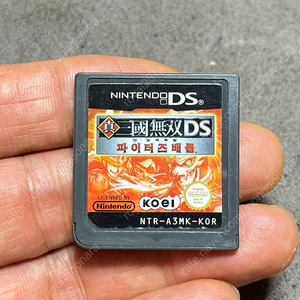 NINTENDO DS
真・三國無双DS
파이터즈 배틀
LICENSED BY
Nintendo
KOEI
NTR-A3MK-KOR